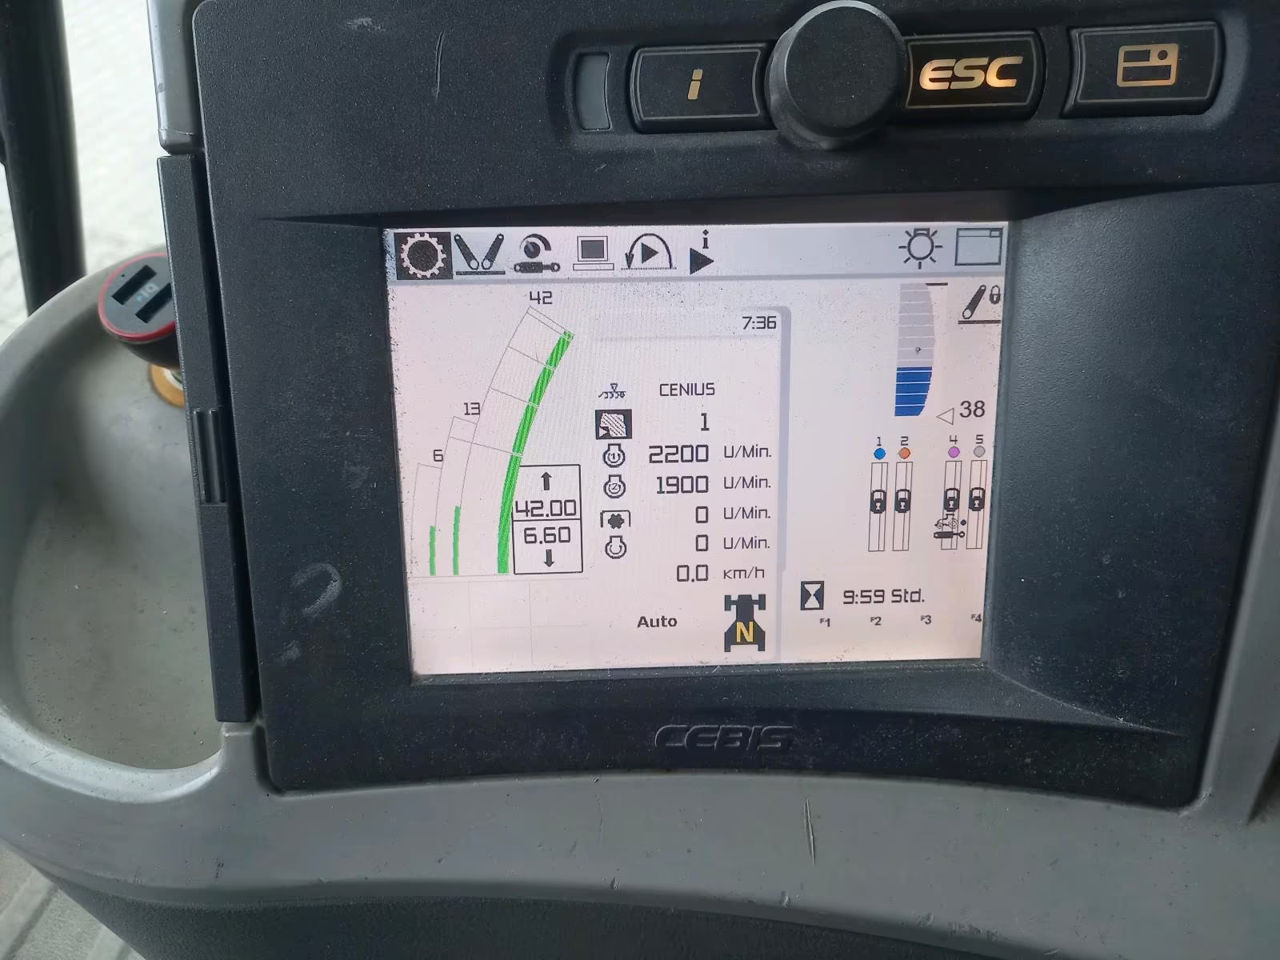 i
ESC
i
42
7:36
13
CENIUS
1
38
6
2200 U/Min.
1 2 4 5
1900 U/Min.
42.00
0 U/Min.
6.60
0 U/Min.
0.0 km/h
9:59 Std.
Auto
N
F1 F2 F3 F4
CEBIS